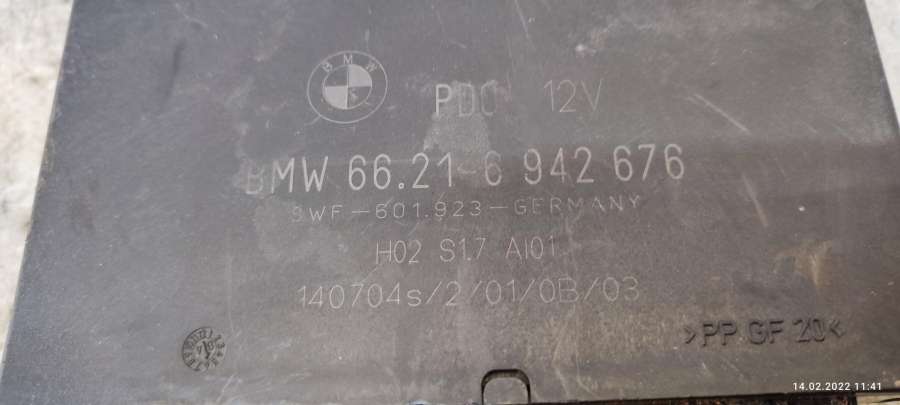 BMW
PDC 12V
BMW 66.21-6 942 676
SWF-601.923-GERMANY
H02 S1.7 AI01
140704s/2/01/0B/03
>PP GF 20<
14.02.2022 11:41